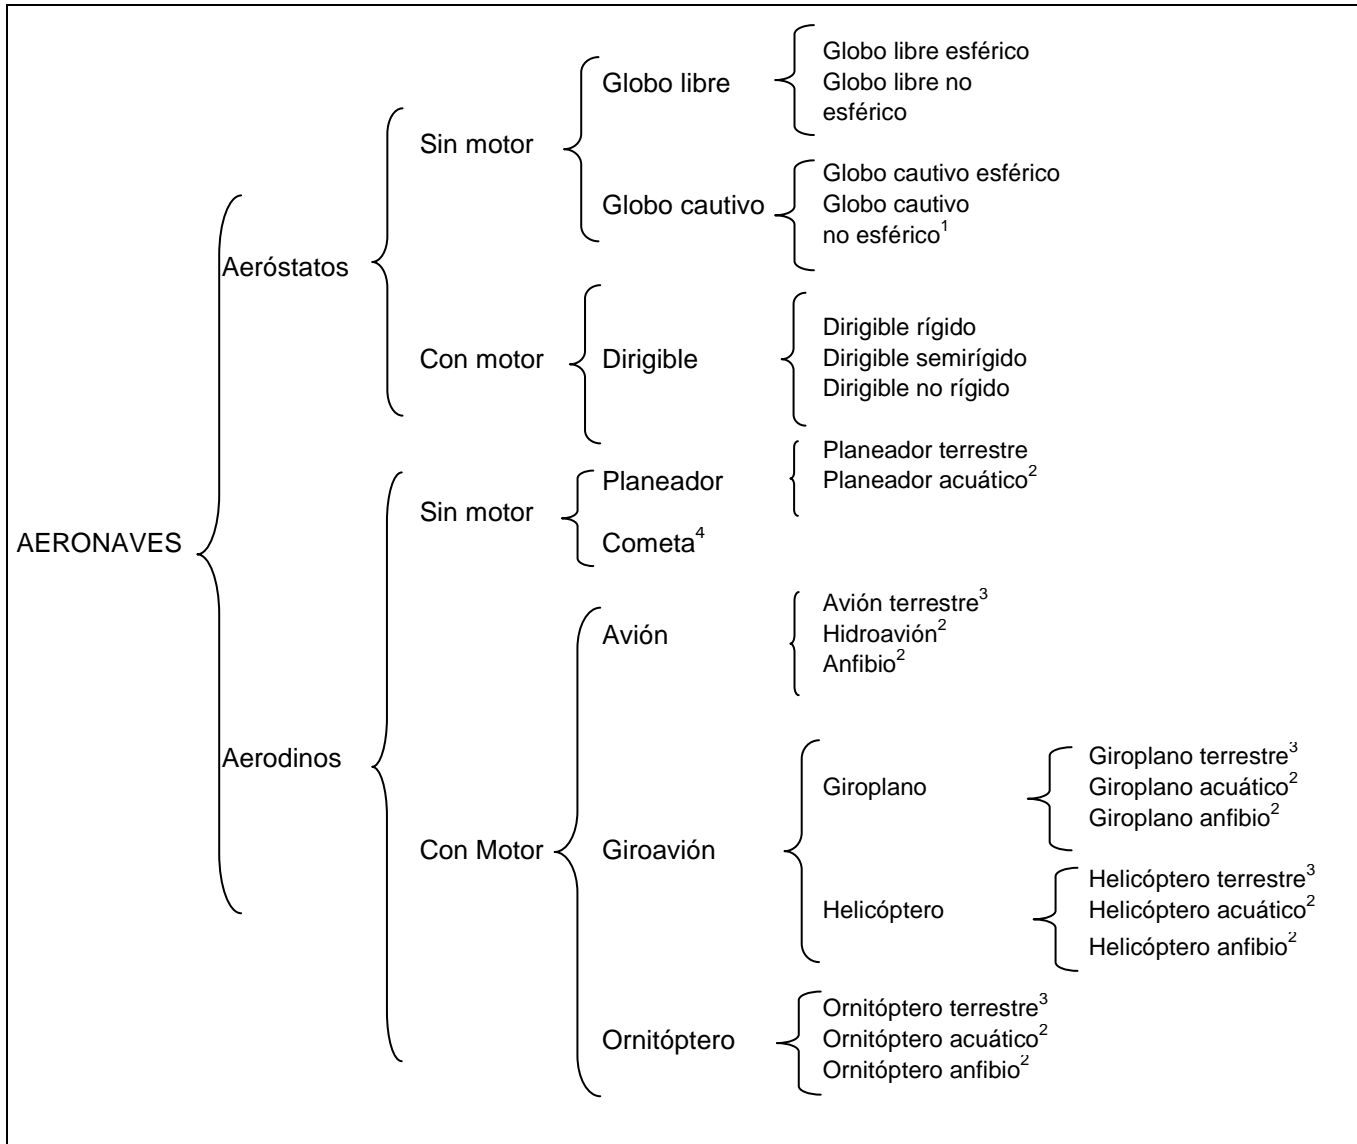 AERONAVES
Aeróstatos
Sin motor
Globo libre
Globo libre esférico
Globo libre no
esférico
Globo cautivo
Globo cautivo esférico
Globo cautivo
no esférico¹
Con motor
Dirigible
Dirigible rígido
Dirigible semirígido
Dirigible no rígido
Aerodinos
Sin motor
Planeador
Planeador terrestre
Planeador acuático²
Cometa⁴
Con Motor
Avión
Avión terrestre³
Hidroavión²
Anfibio²
Giroavión
Giroplano
Giroplano terrestre³
Giroplano acuático²
Giroplano anfibio²
Helicóptero
Helicóptero terrestre³
Helicóptero acuático²
Helicóptero anfibio²
Ornitóptero
Ornitóptero terrestre³
Ornitóptero acuático²
Ornitóptero anfibio²